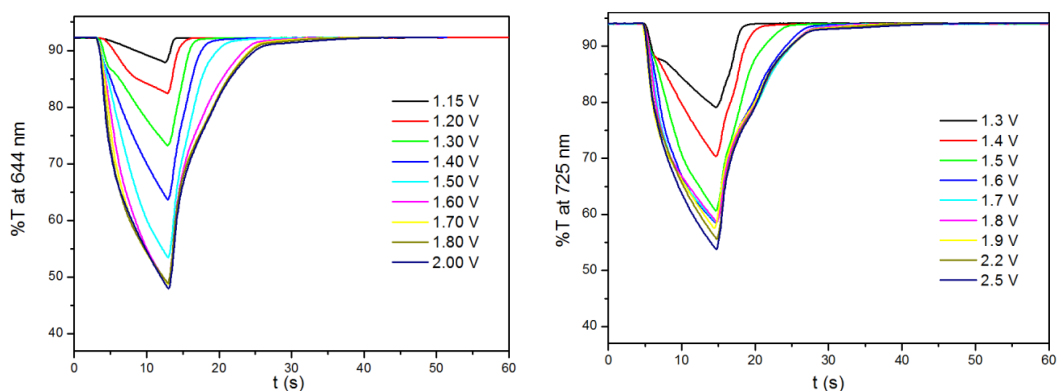 %T at 644 nm
90
80
70
60
50
40
1.15 V
1.20 V
1.30 V
1.40 V
1.50 V
1.60 V
1.70 V
1.80 V
2.00 V
0 10 20 30 40 50 60
t (s)
%T at 725 nm
90
80
70
60
50
40
1.3 V
1.4 V
1.5 V
1.6 V
1.7 V
1.8 V
1.9 V
2.2 V
2.5 V
0 10 20 30 40 50 60
t (s)